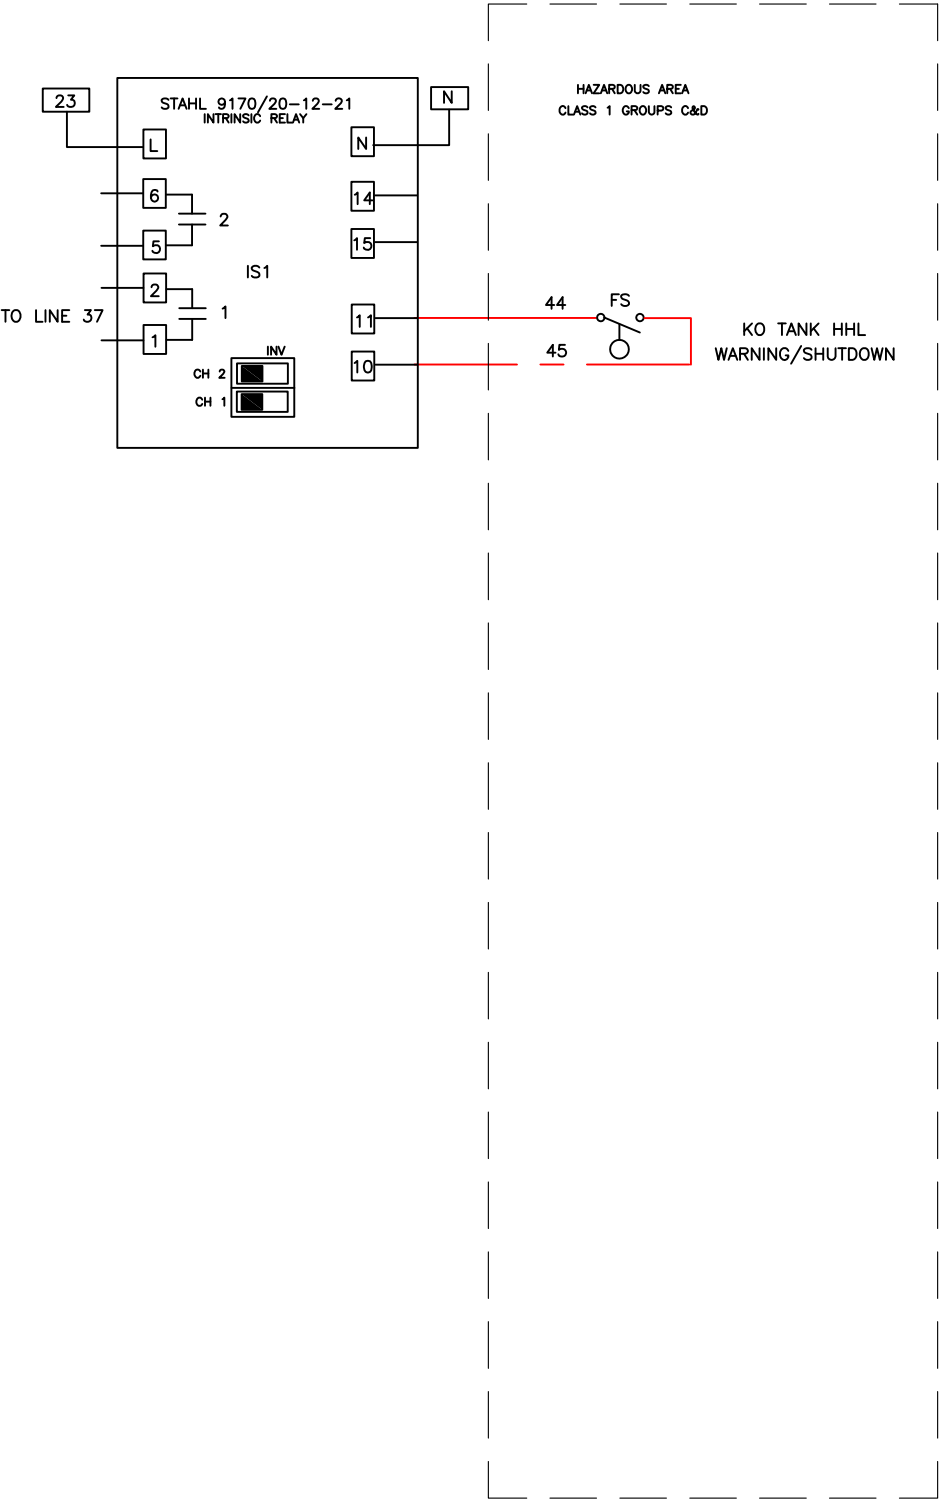 HAZARDOUS AREA
CLASS 1 GROUPS C&D
23
STAHL 9170/20-12-21
INTRINSIC RELAY
N
L
N
6
14
2
5
15
IS1
2
TO LINE 37
1
11
44
FS
1
45
10
KO TANK HHL
WARNING/SHUTDOWN
INV
CH 2
CH 1